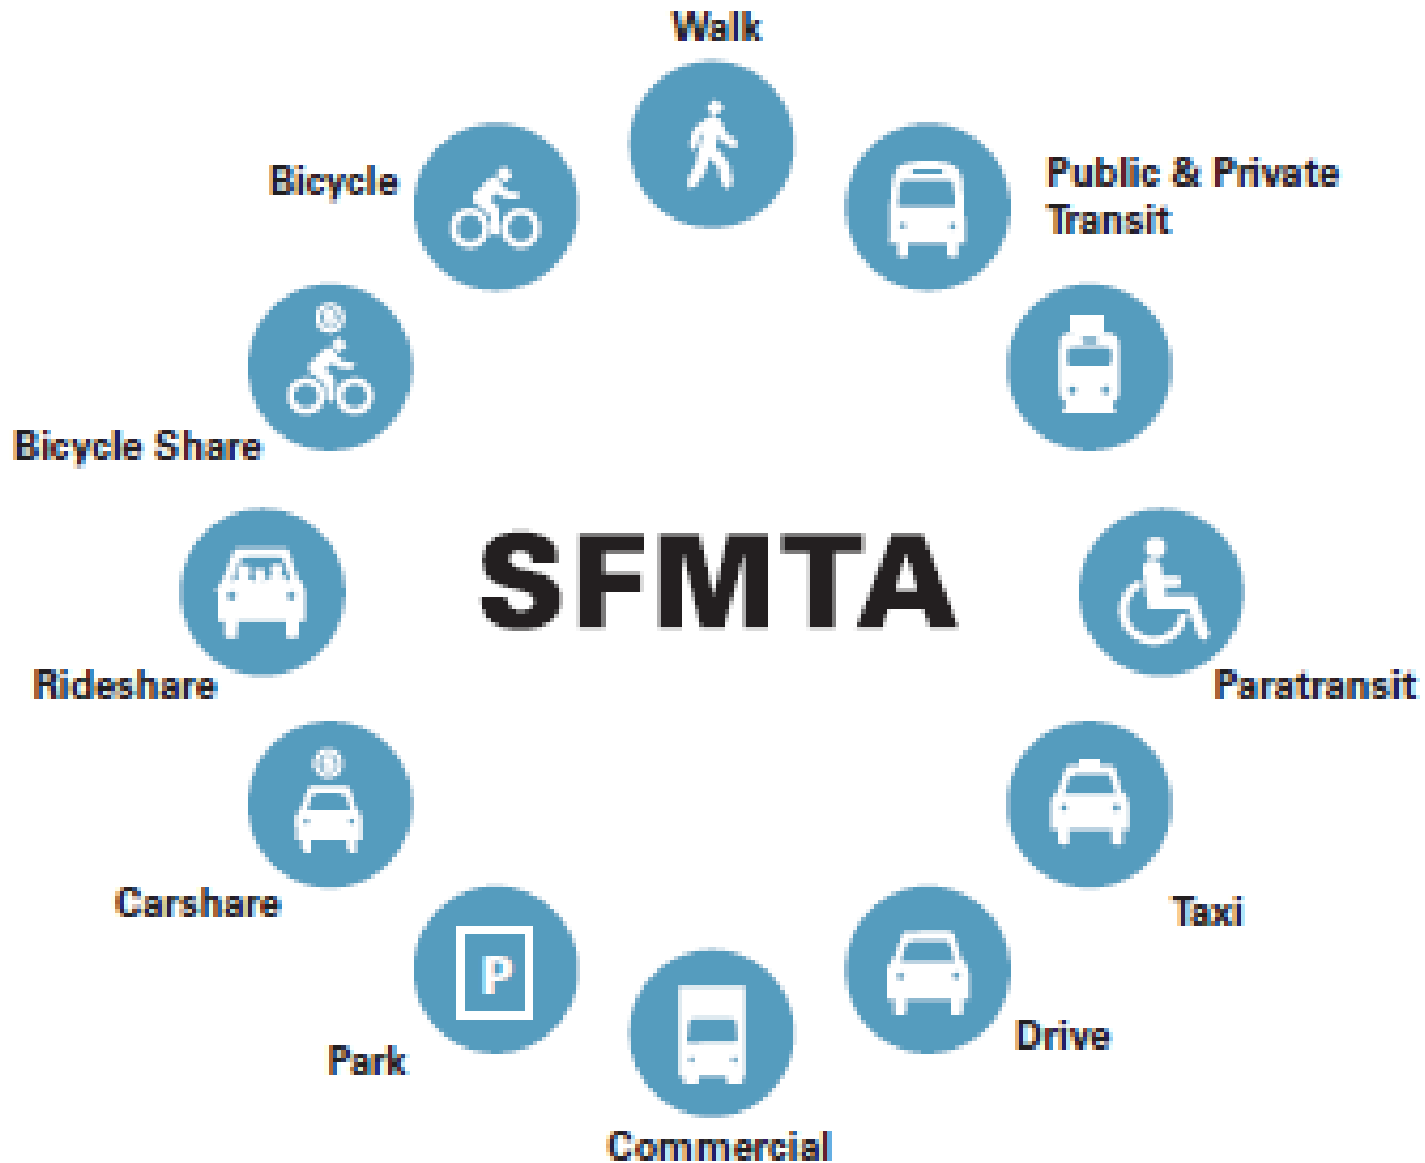 Walk
Public & Private
Transit
Bicycle
Bicycle Share
SFMTA
Rideshare
Paratransit
Carshare
Taxi
P
Park
Drive
Commercial